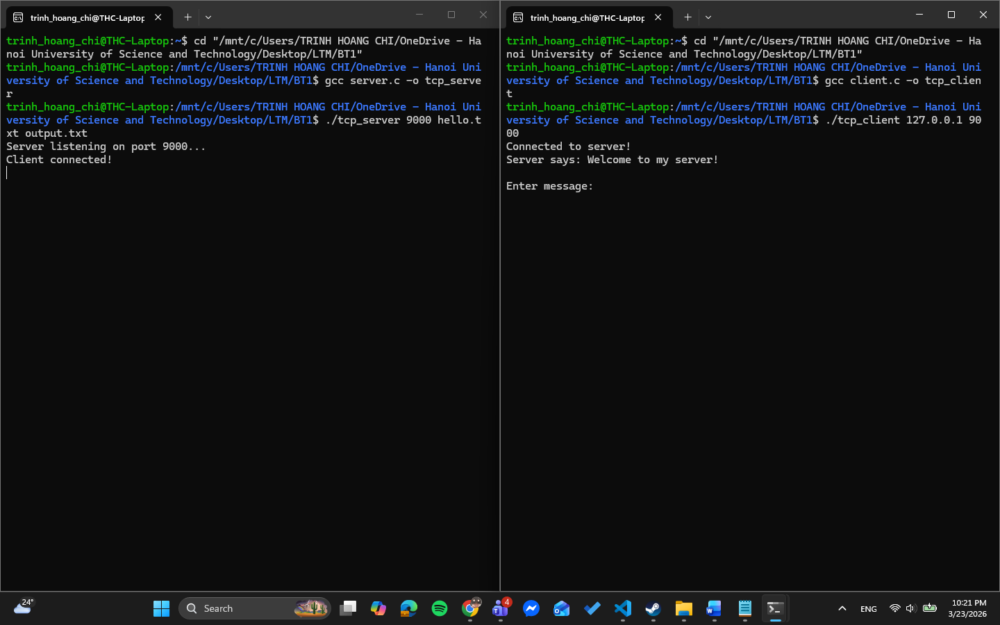 trinh_hoang_chi@THC-Laptop
trinh_hoang_chi@THC-Laptop:~$ cd "/mnt/c/Users/TRINH HOANG CHI/OneDrive - Ha
noi University of Science and Technology/Desktop/LTM/BT1"
trinh_hoang_chi@THC-Laptop:/mnt/c/Users/TRINH HOANG CHI/OneDrive - Hanoi Uni
versity of Science and Technology/Desktop/LTM/BT1$ gcc server.c -o tcp_serve
r
trinh_hoang_chi@THC-Laptop:/mnt/c/Users/TRINH HOANG CHI/OneDrive - Hanoi Uni
versity of Science and Technology/Desktop/LTM/BT1$ ./tcp_server 9000 hello.t
xt output.txt
Server listening on port 9000...
Client connected!
trinh_hoang_chi@THC-Laptop
trinh_hoang_chi@THC-Laptop:~$ cd "/mnt/c/Users/TRINH HOANG CHI/OneDrive - Ha
noi University of Science and Technology/Desktop/LTM/BT1"
trinh_hoang_chi@THC-Laptop:/mnt/c/Users/TRINH HOANG CHI/OneDrive - Hanoi Uni
versity of Science and Technology/Desktop/LTM/BT1$ gcc client.c -o tcp_clien
t
trinh_hoang_chi@THC-Laptop:/mnt/c/Users/TRINH HOANG CHI/OneDrive - Hanoi Uni
versity of Science and Technology/Desktop/LTM/BT1$ ./tcp_client 127.0.0.1 90
00
Connected to server!
Server says: Welcome to my server!
Enter message:
24°
Search
4
ENG
10:21 PM
3/23/2026